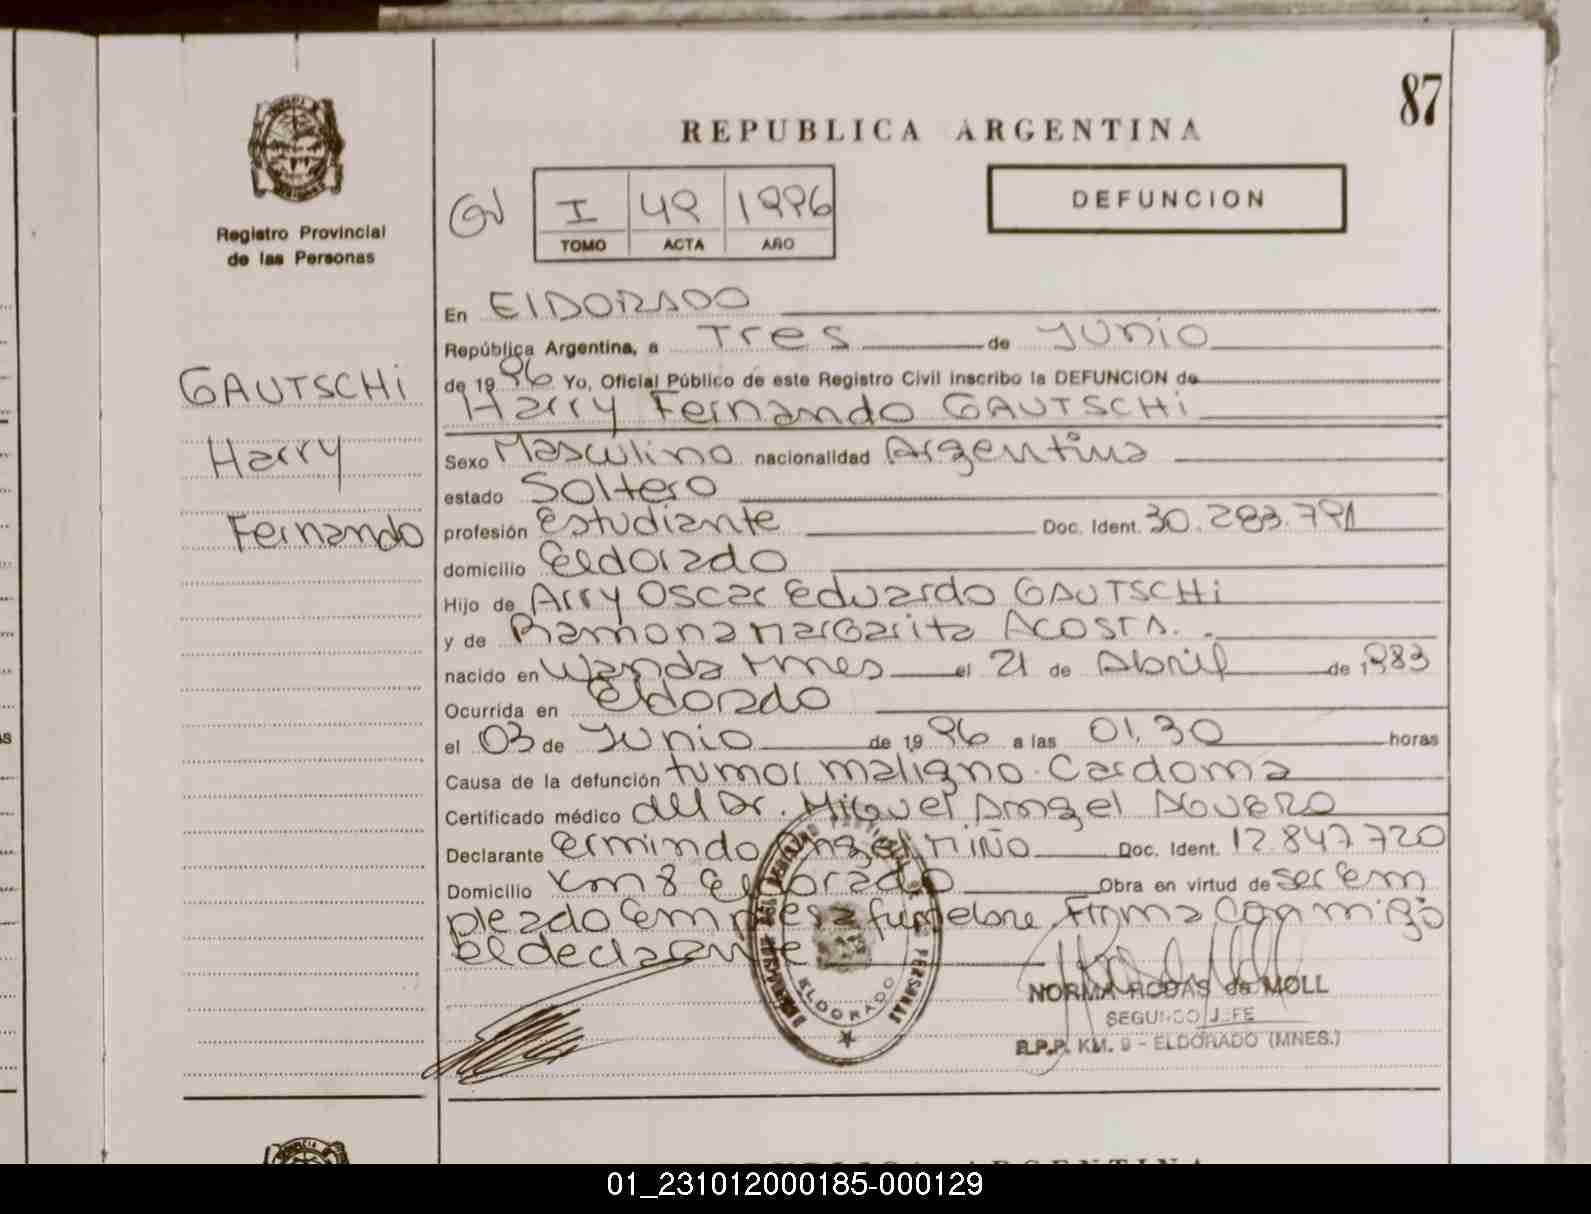 87
REPUBLICA ARGENTINA
I 49 1996
TOMO ACTA AÑO
DEFUNCION
Registro Provincial
de las Personas
GAUTSCHi
Harry
Fernando
En ElDORADO
República Argentina, a Tres de Junio
de 1996 Yo, Oficial Público de este Registro Civil inscribo la DEFUNCION de
Harry Fernando GAUTSCHi
Sexo Masculino nacionalidad Argentina
estado Soltero
profesión Estudiante Doc. Ident. 30.283.791
domicilio Eldorado
Hijo de Arry Oscar Eduardo GAUTSCHi
y de Ramona Margarita ACOSTA.
nacido en Wanda Mnes el 21 de Abril de 1983
Ocurrida en Eldorado
el 03 de Junio de 1996 a las 01,30 horas
Causa de la defunción tumor maligno. Cardoma
Certificado médico del Dr. Miguel Angel AGUERO
Declarante Ermindo Angel MIÑO Doc. Ident. 12.847.720
Domicilio Km 8 Eldorado Obra en virtud de ser Em
pleado Empresa funebre. Firma Conmigo
El declarante
ELDORADO
PERSONAS
NORMA RODAS de MOLL
SEGUNDO JEFE
R.P.P. KM. 9 - ELDORADO (MNES.)
REPUBLICA ARGENTINA
01_231012000185-000129